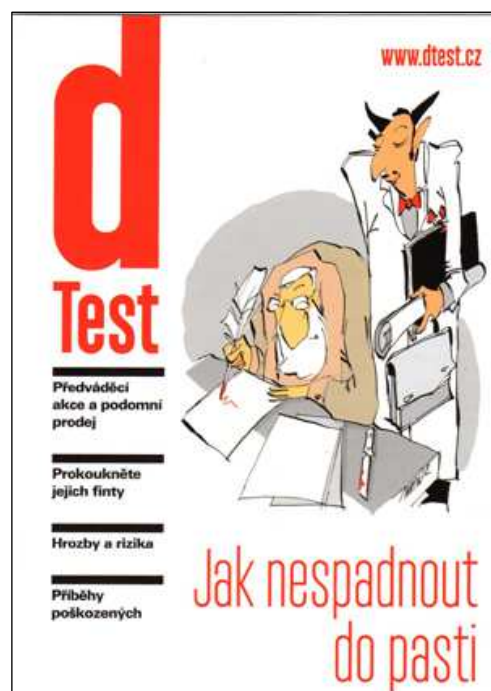 www.dtest.cz
d
Test
Předváděcí
akce a podomní
prodej
Prokoukněte
jejich finty
Hrozby a rizika
Příběhy
poškozených
Jak nespadnout
do pasti